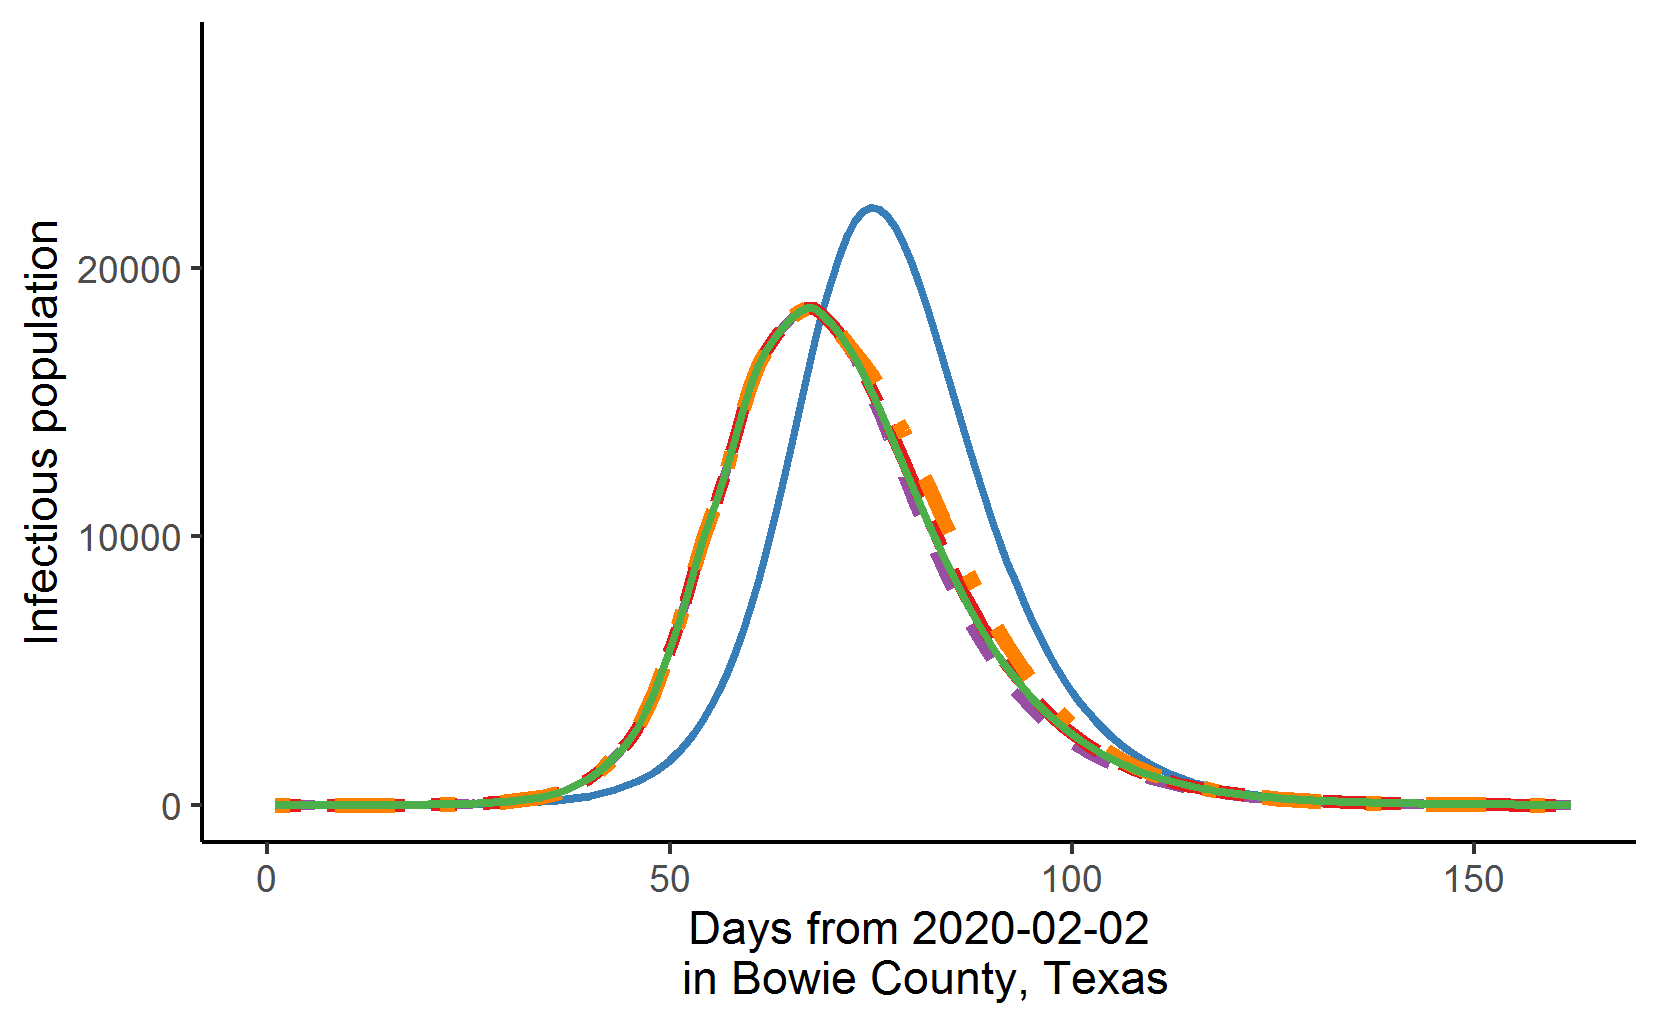 Infectious population
20000
10000
0
0 50 100 150
Days from 2020-02-02
in Bowie County, Texas